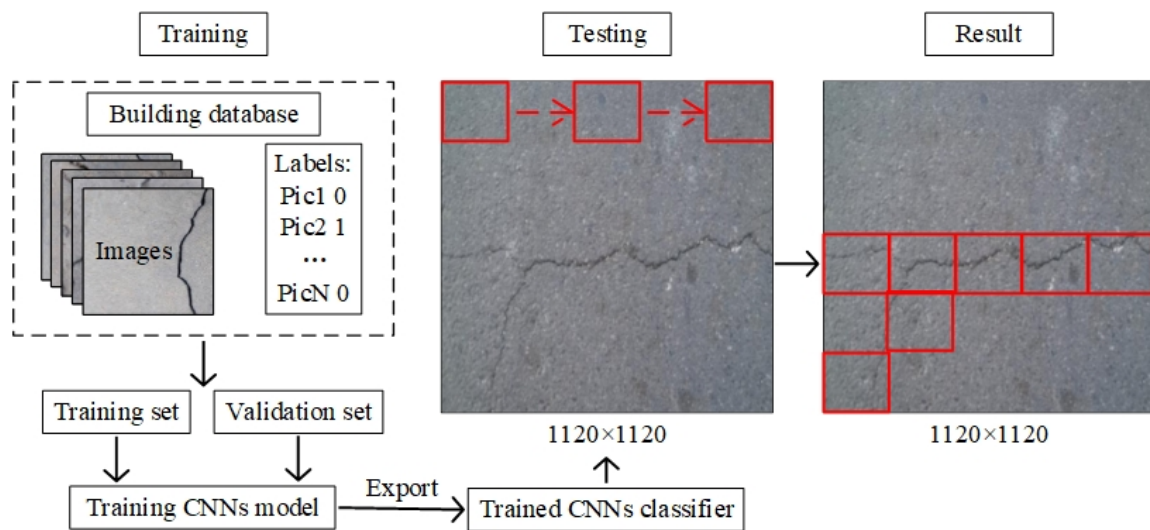 Training
Building database
Images
Labels:
Pic1 0
Pic2 1
...
PicN 0
Training set
Validation set
Training CNNs model
Export
Trained CNNs classifier
Testing
1120×1120
Result
1120×1120